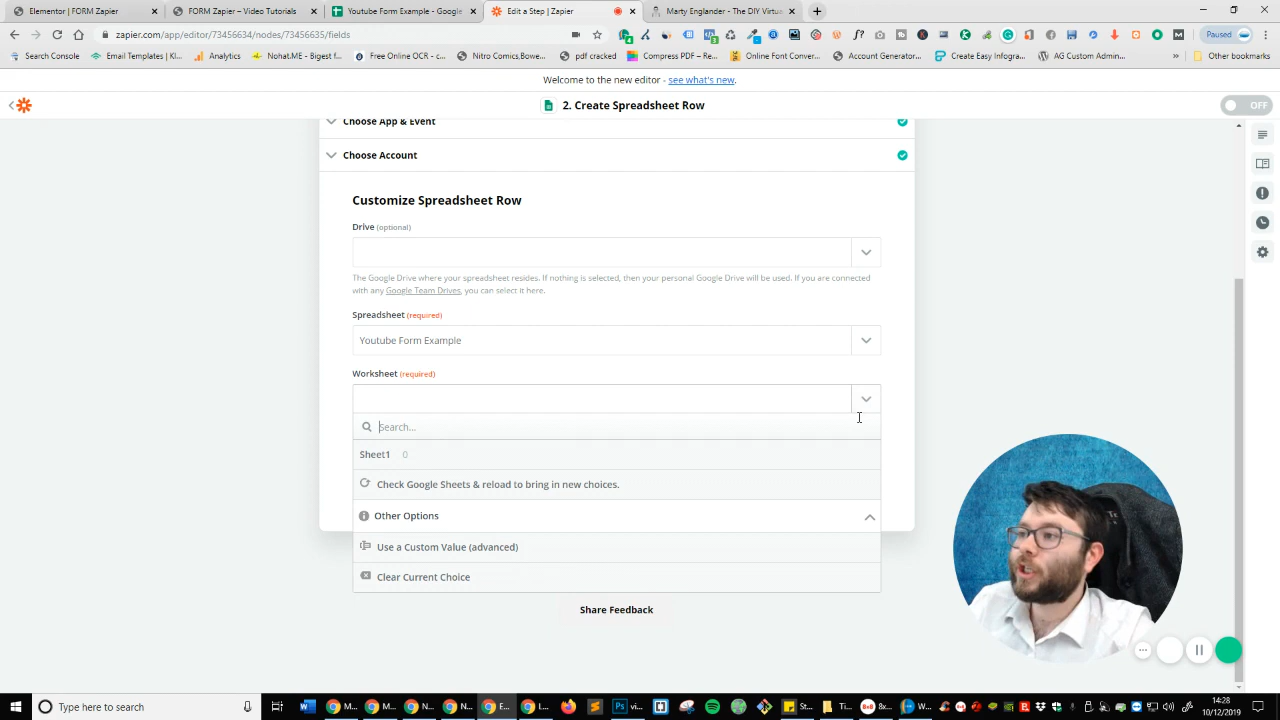 Elementor | FORM Zapier
FORM Zapier – Video Tutorials
Youtube Form Example - Google
Edit a Step | Zapier
Marty Englander - The DIY Virtu
zapier.com/app/editor/73456634/nodes/73456635/fields
Paused
Search Console
Email Templates | Kl...
Analytics
NityoNet - Bigest f...
Free Online OCR - c...
Nitro Comics,Bowe...
pdf cracked
Compress PDF -...
Online Font Conver...
Account Generator...
Create Easy Infogra...
AG Custom Admin...
Other bookmarks
Welcome to the new editor - see what's new.
2. Create Spreadsheet Row
OFF
Choose App & Event
Choose Account
Customize Spreadsheet Row
Drive (optional)
The Google Drive where your spreadsheet resides. If nothing is selected, then your personal Google Drive will be used. If you are connected
with any Google Team Drives, you can select it here.
Spreadsheet (required)
Youtube Form Example
Worksheet (required)
Search...
Sheet1 0
Check Google Sheets & reload to bring in new choices.
Other Options
Use a Custom Value (advanced)
Clear Current Choice
Share Feedback
Type here to search
M...
M...
N...
N...
E...
L...
vi...
St...
Ti...
8x8...
W...
14:28
10/12/2019